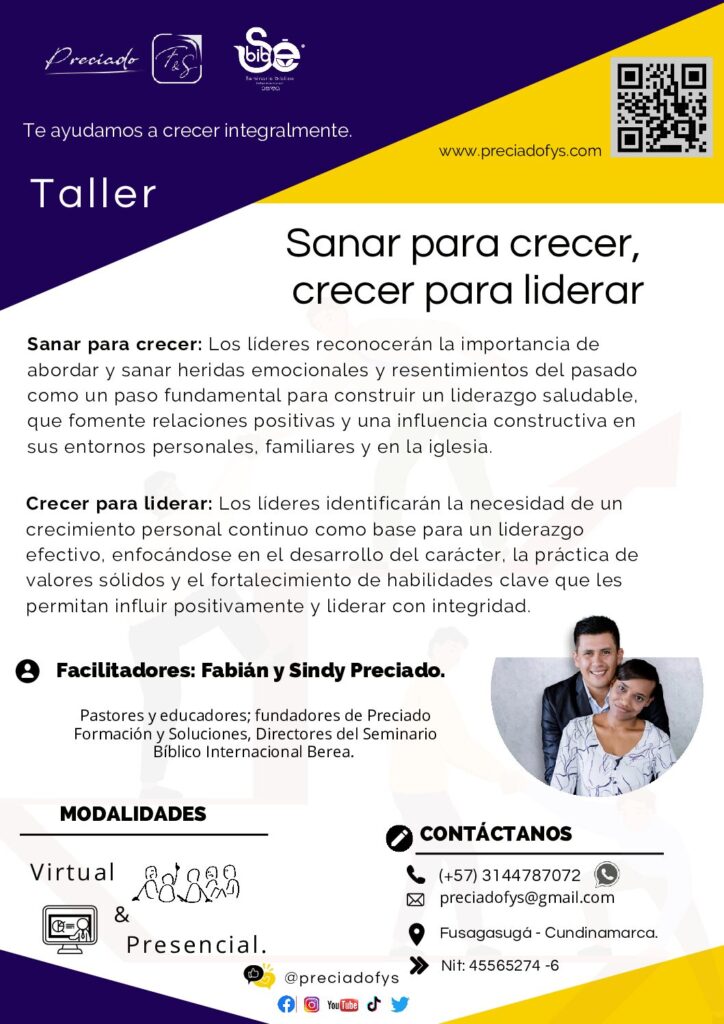 Preciado
F&S
Sebibe
Seminario Bíblico
Internacional
BEREA
Te ayudamos a crecer integralmente.
www.preciadofys.com
Taller
Sanar para crecer,
crecer para liderar
Sanar para crecer: Los líderes reconocerán la importancia de
abordar y sanar heridas emocionales y resentimientos del pasado
como un paso fundamental para construir un liderazgo saludable,
que fomente relaciones positivas y una influencia constructiva en
sus entornos personales, familiares y en la iglesia.
Crecer para liderar: Los líderes identificarán la necesidad de un
crecimiento personal continuo como base para un liderazgo
efectivo, enfocándose en el desarrollo del carácter, la práctica de
valores sólidos y el fortalecimiento de habilidades clave que les
permitan influir positivamente y liderar con integridad.
Facilitadores: Fabián y Sindy Preciado.
Pastores y educadores; fundadores de Preciado
Formación y Soluciones, Directores del Seminario
Bíblico Internacional Berea.
MODALIDADES
Virtual
&
Presencial.
CONTÁCTANOS
(+57) 3144787072
preciadofys@gmail.com
Fusagasugá - Cundinamarca.
Nit: 45565274 -6
@preciadofys
YouTube